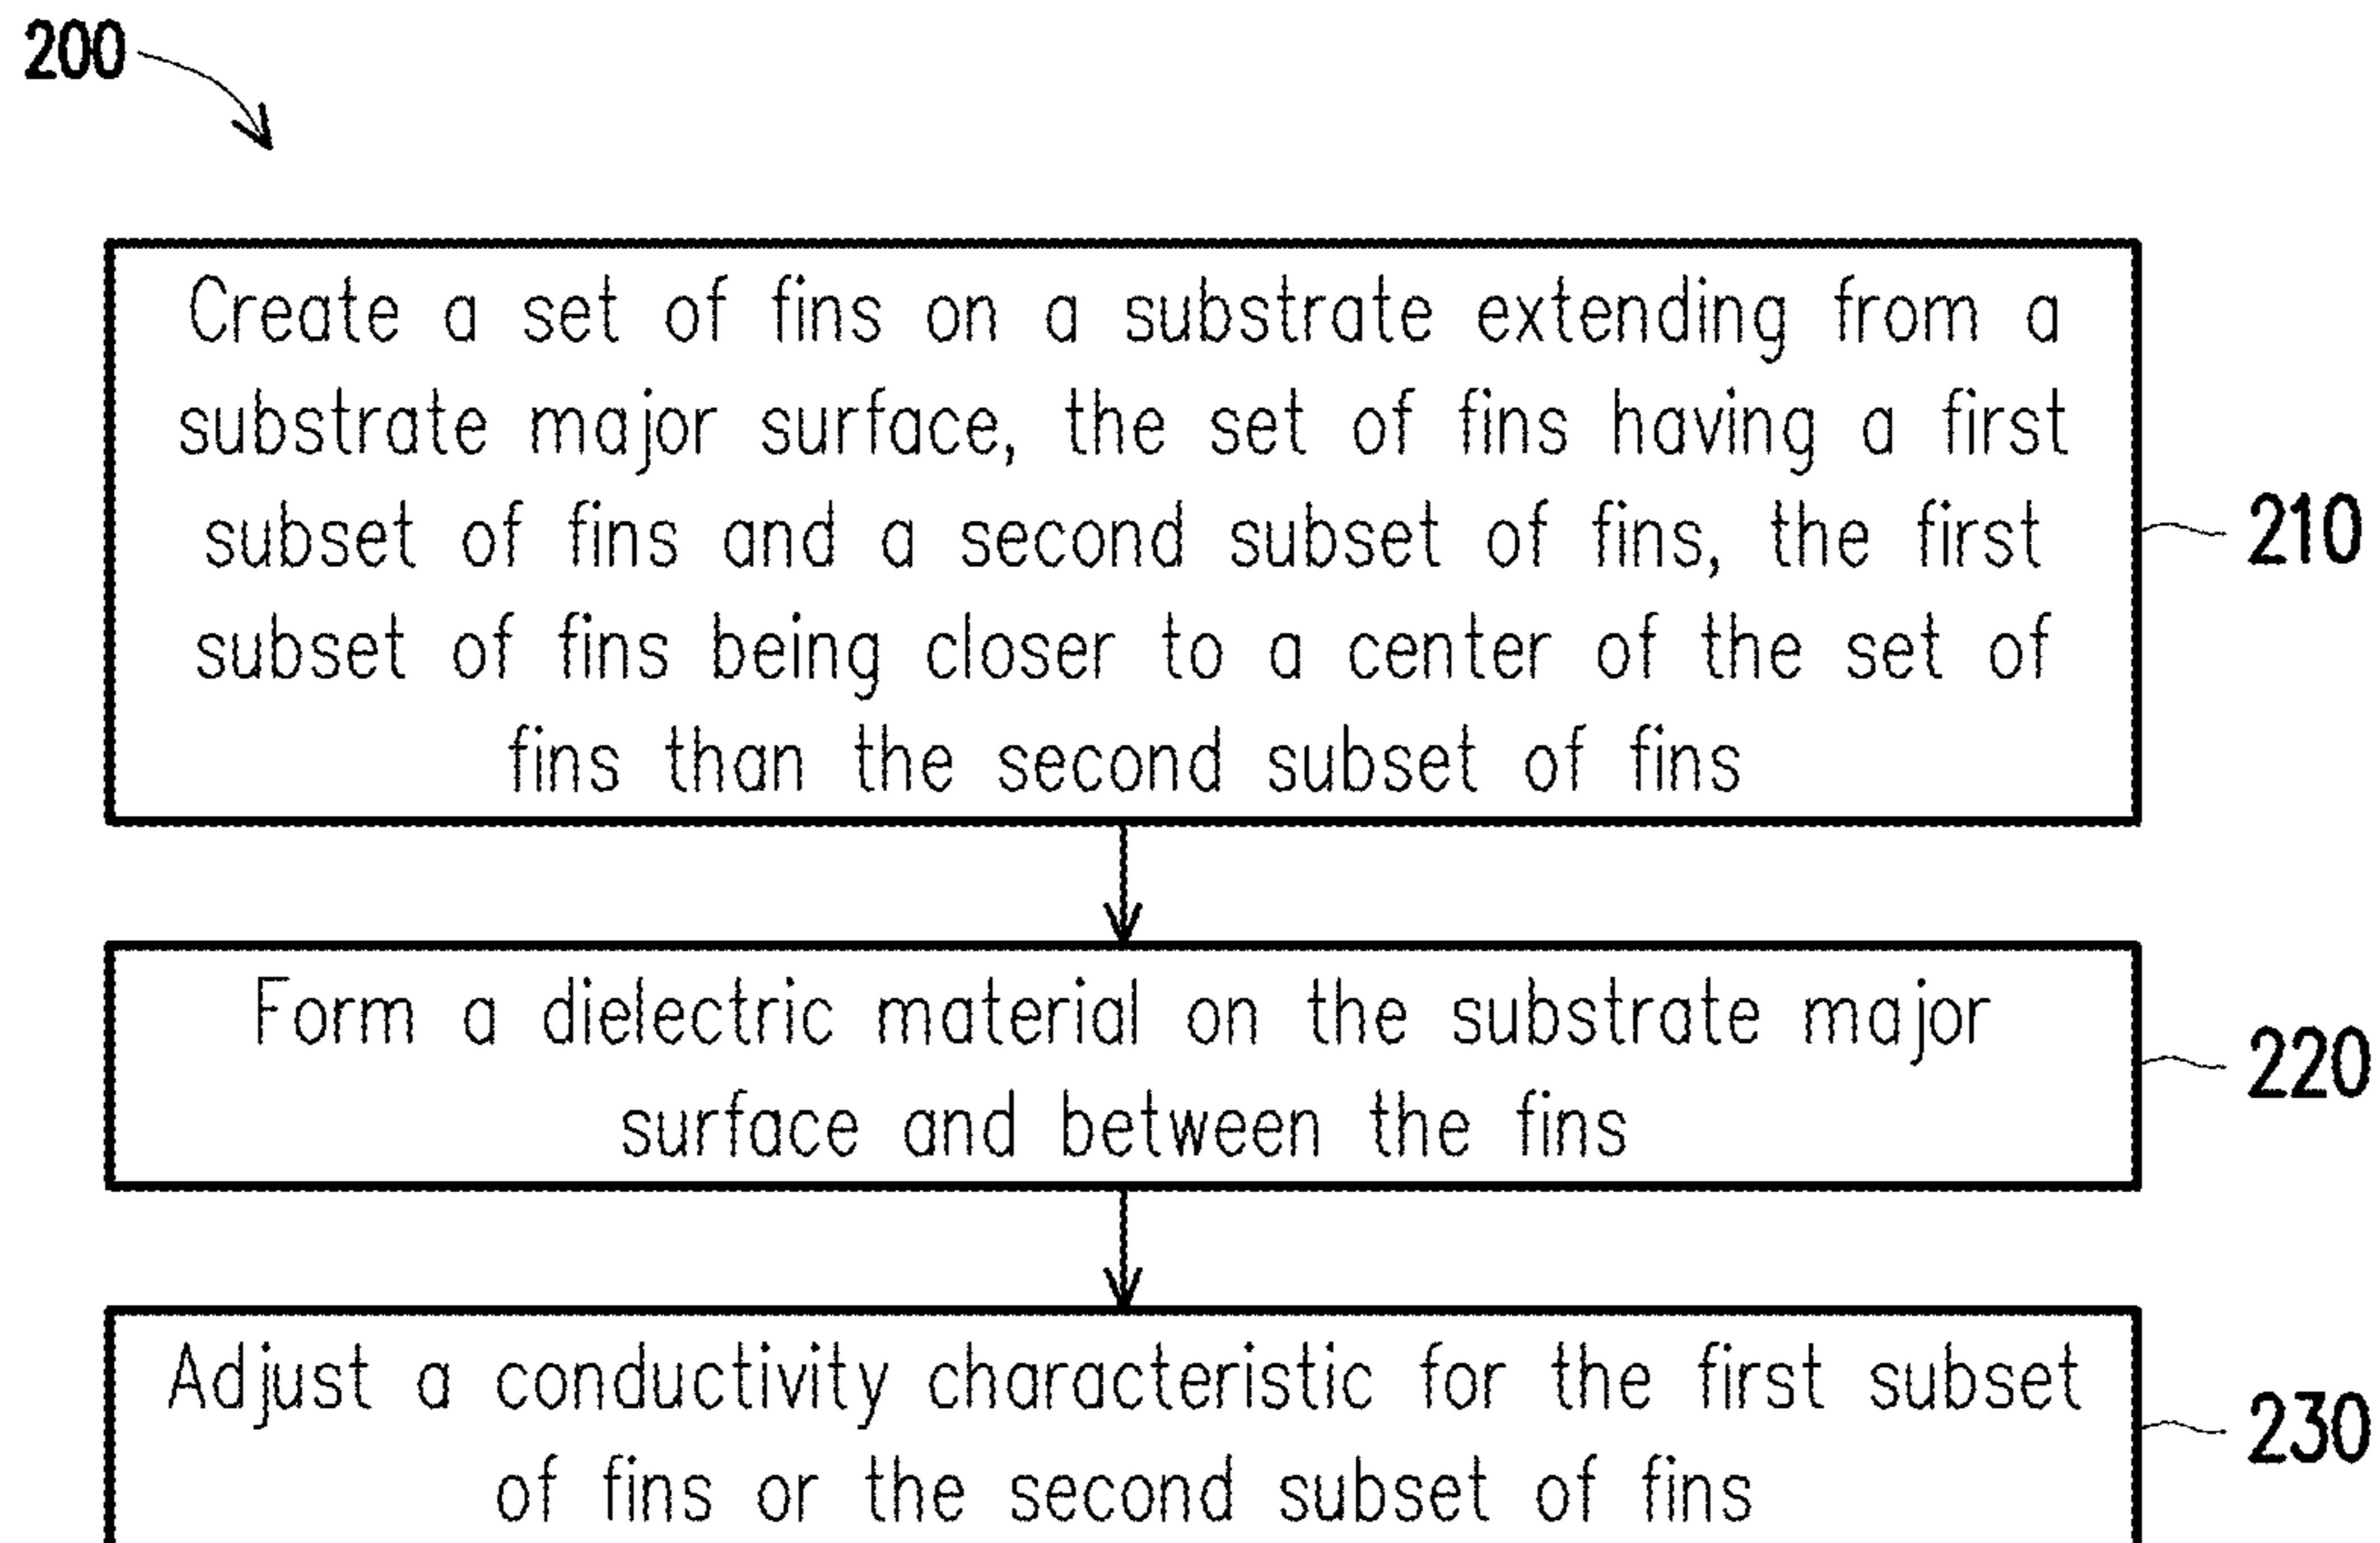 200
Create a set of fins on a substrate extending from a
substrate major surface, the set of fins having a first
subset of fins and a second subset of fins, the first
subset of fins being closer to a center of the set of
fins than the second subset of fins
210
Form a dielectric material on the substrate major
surface and between the fins
220
Adjust a conductivity characteristic for the first subset
of fins or the second subset of fins
230